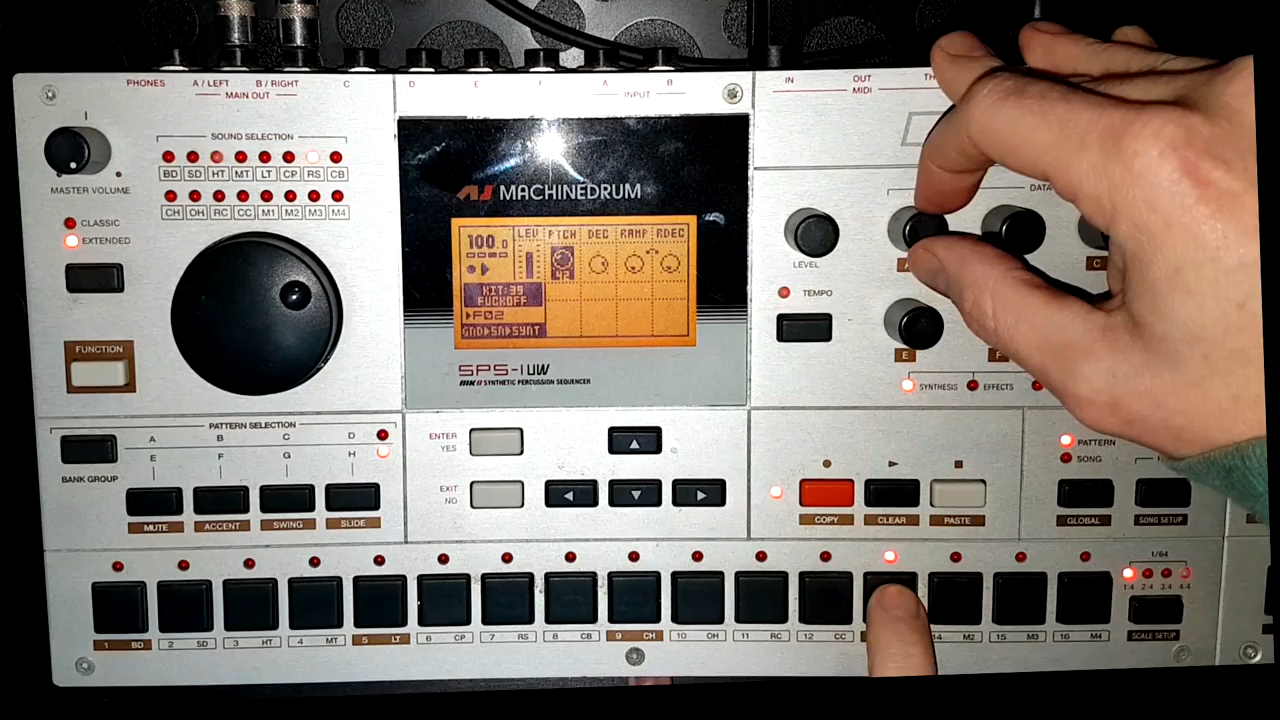 PHONES A / LEFT B / RIGHT C D E F A B IN OUT
MAIN OUT INPUT MIDI
SOUND SELECTION
BD SD HT MT LT CP RS CB
CH OH RC CC M1 M2 M3 M4
MASTER VOLUME
CLASSIC
EXTENDED
FUNCTION
MACHINEDRUM
100.0 LEV PTCH DEC RAMP RDEC
42
KIT:39
FUCKOFF
F02
GND SN SYNT
SPS-1 UW
MKII SYNTHETIC PERCUSSION SEQUENCER
DATA
LEVEL A C
TEMPO
E F
SYNTHESIS EFFECTS
PATTERN SELECTION
A B C D
E F G H
BANK GROUP
MUTE ACCENT SWING SLIDE
ENTER
YES
EXIT
NO
COPY CLEAR PASTE
PATTERN
SONG
GLOBAL SONG SETUP
1/64
1:4 2:4 3:4 4:4
1 BD 2 SD 3 HT 4 MT 5 LT 6 CP 7 RS 8 CB 9 CH 10 OH 11 RC 12 CC 14 M2 15 M3 16 M4
SCALE SETUP